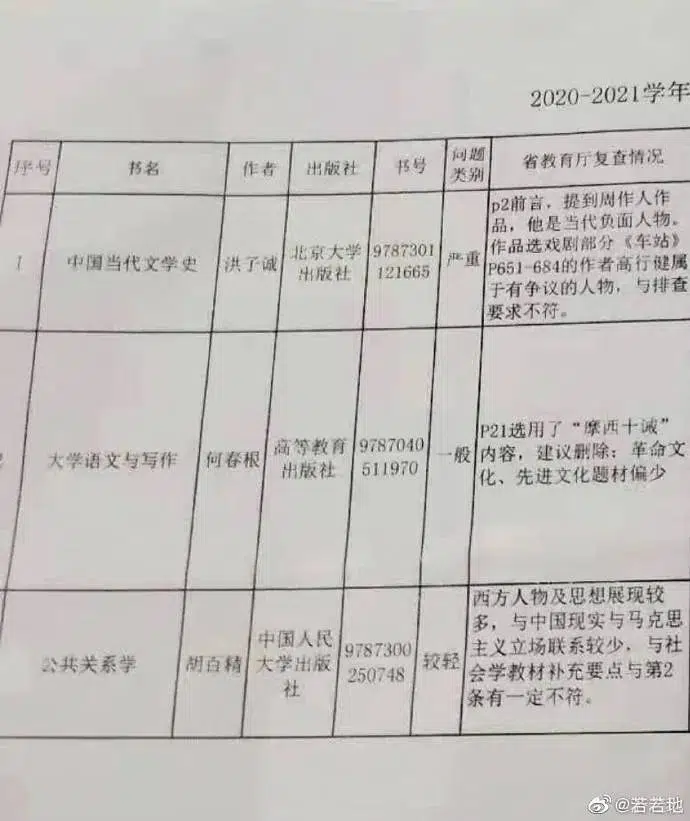 2020-2021学年
序号
书名
作者
出版社
书号
问题
类别
省教育厅复查情况
1
中国当代文学史
洪子诚
北京大学
出版社
9787301
121665
严重
p2前言，提到周作人作
品，他是当代负面人物。
作品选戏剧部分《车站》
P651-684的作者高行健属
于有争议的人物，与排查
要求不符。
大学语文与写作
何春根
高等教育
出版社
9787040
511970
一般
P21选用了“摩西十诫”
内容，建议删除；革命文
化、先进文化题材偏少
公共关系学
胡百精
中国人民
大学出版
社
9787300
250748
较轻
西方人物及思想展现较
多，与中国现实与马克思
主义立场联系较少，与社
会学教材补充要点与第2
条有一定不符。
@若若玭